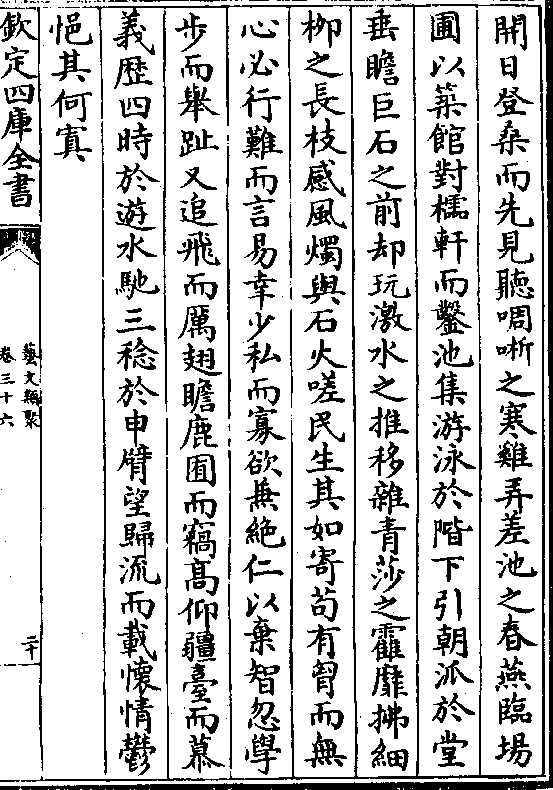 開日登桑而先見聽啁哳之寒雞弄差池之春燕臨場
圃以築館對櫺軒而鑿池集游泳於階下引朝派於堂
垂瞻巨石之前却玩激水之推移雜青莎之靃靡拂細
柳之長枝感風燭與石火嗟民生其如寄苟有胷而無
心必行難而言易幸少私而寡欲無絶仁以棄智忽學
步而舉趾又追飛而厲翅瞻鹿囿而竊髙仰疆臺而慕
義歴四時於遊水馳三稔於申臂望歸流而載懷情鬱
悒其何寘
欽定四庫全書
藝文類聚
卷三十六
二十